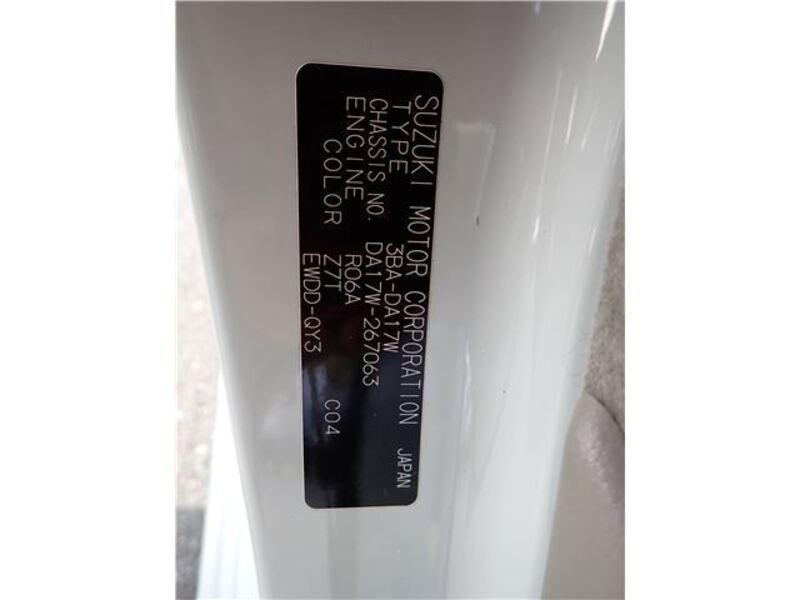 SUZUKI MOTOR CORPORATION JAPAN
TYPE 3BA-DA17W
CHASSIS NO. DA17W-267063
ENGINE R06A
COLOR Z7T C04
EWDD-QY3